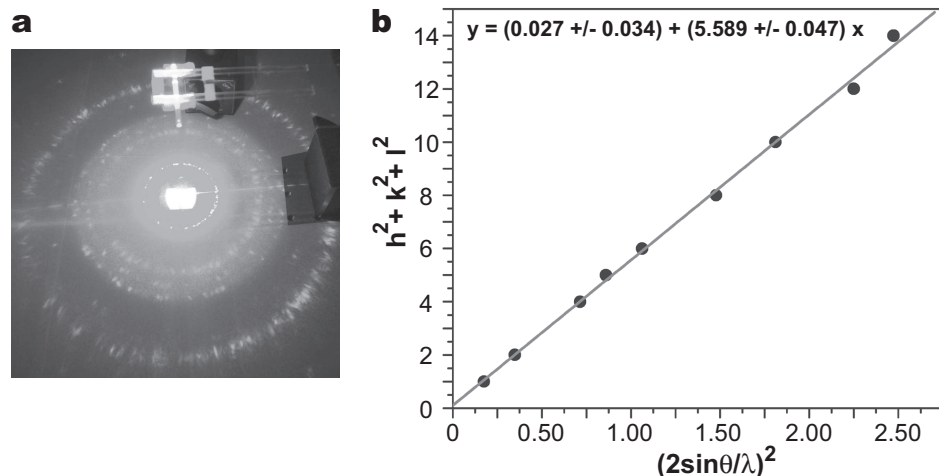 a
b
y = (0.027 +/- 0.034) + (5.589 +/- 0.047) x
h² + k² + l²
14
12
10
8
6
4
2
0
0 0.50 1.00 1.50 2.00 2.50
(2sinθ/λ)²